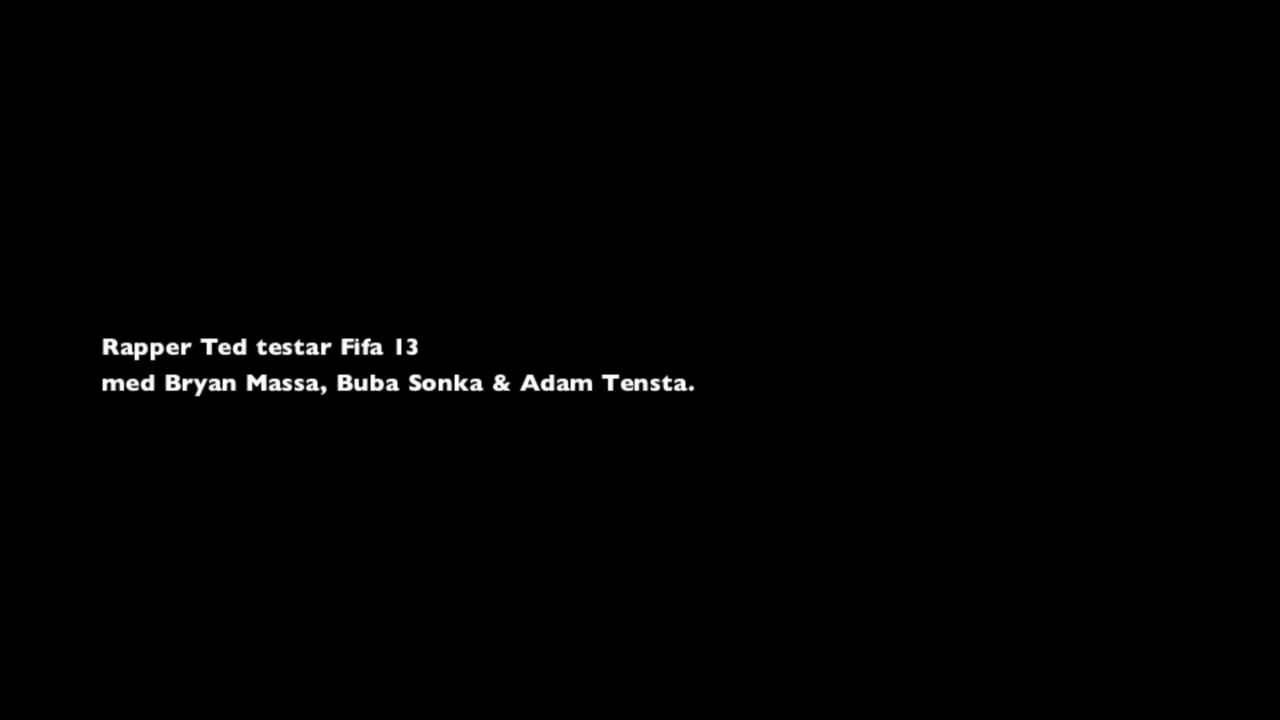 Rapper Ted testar Fifa 13
med Bryan Massa, Buba Sonka & Adam Tensta.